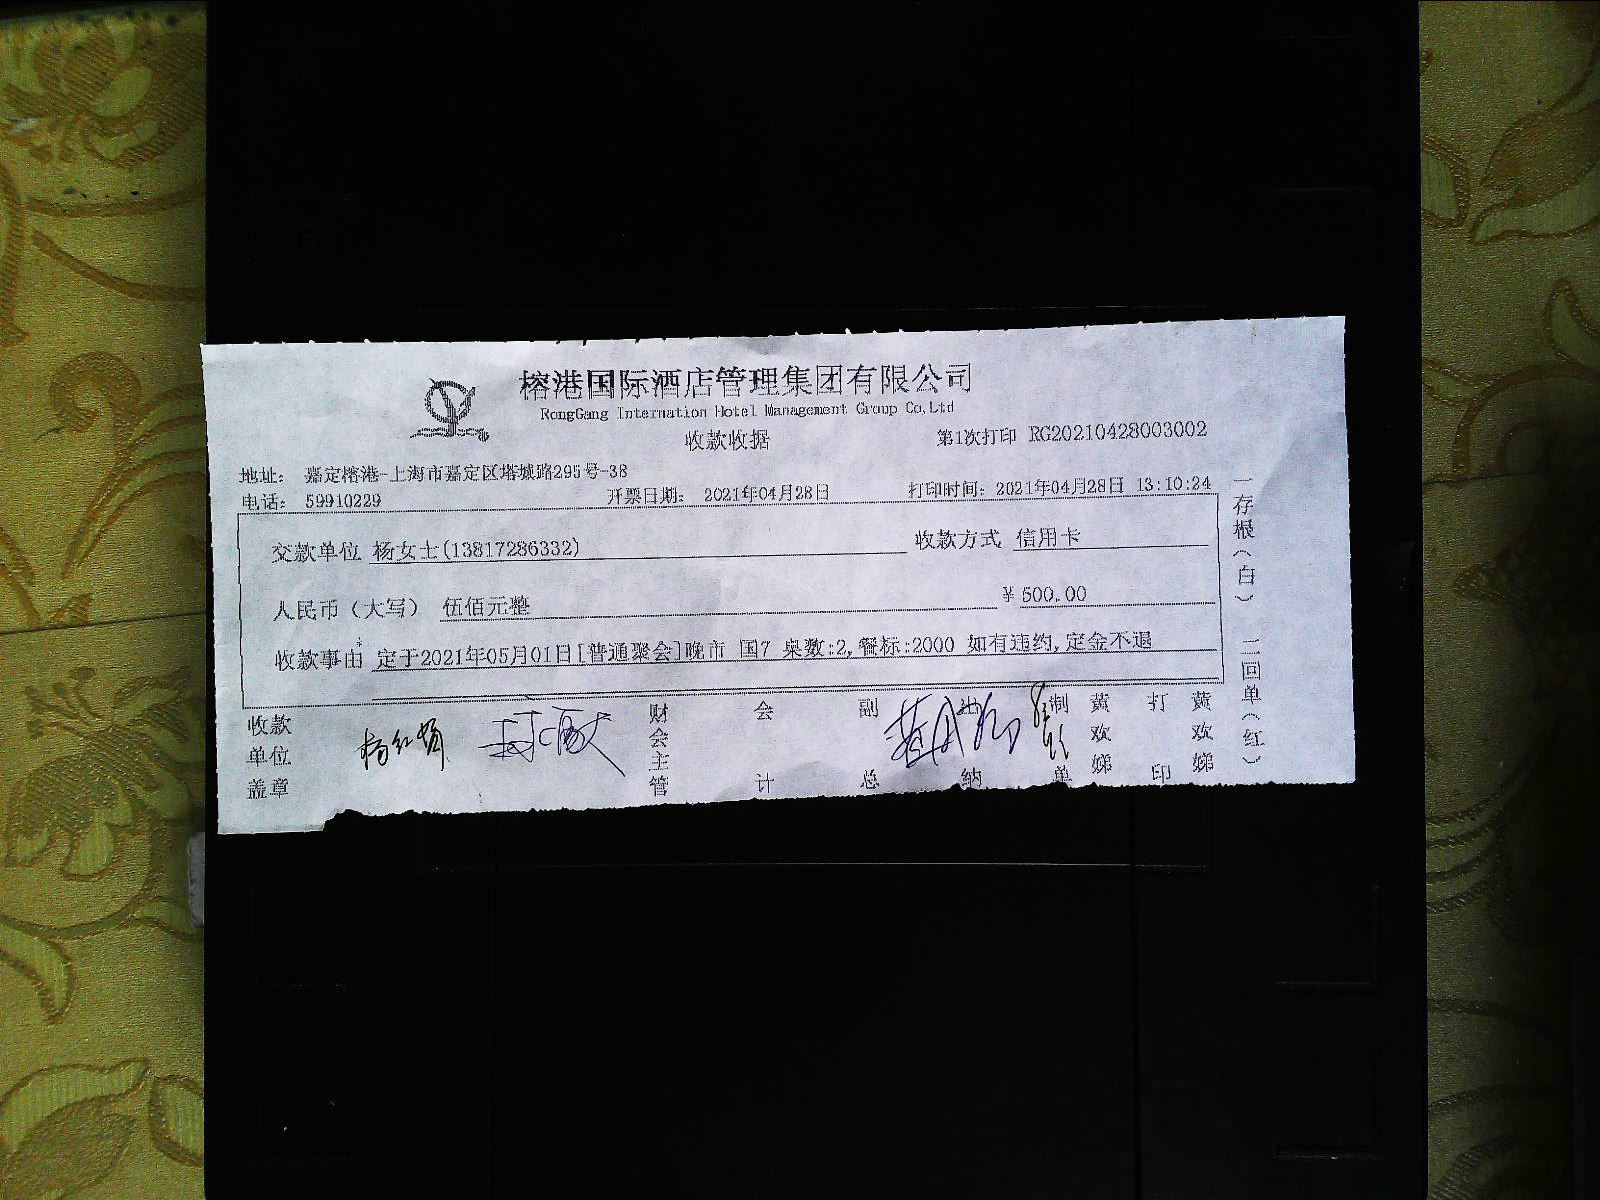 榕港国际酒店管理集团有限公司
RongGang Internation Hotel Management Group Co,Ltd
收款收据
第1次打印 RG20210428003002
地址： 嘉定榕港-上海市嘉定区塔城路295号-38
电话： 59910229 开票日期： 2021年04月28日 打印时间：2021年04月28日 13:10:24
交款单位 杨女士(13817286332) 收款方式 信用卡
人民币（大写） 伍佰元整 ¥ 500.00
收款事由 定于2021年05月01日[普通聚会]晚市 国7 桌数:2,餐标:2000 如有违约,定金不退
收款单位盖章
财会主管
会计
副总
出纳
制单
黄欢娣
打印
黄欢娣
一存根（白） 二回单（红）